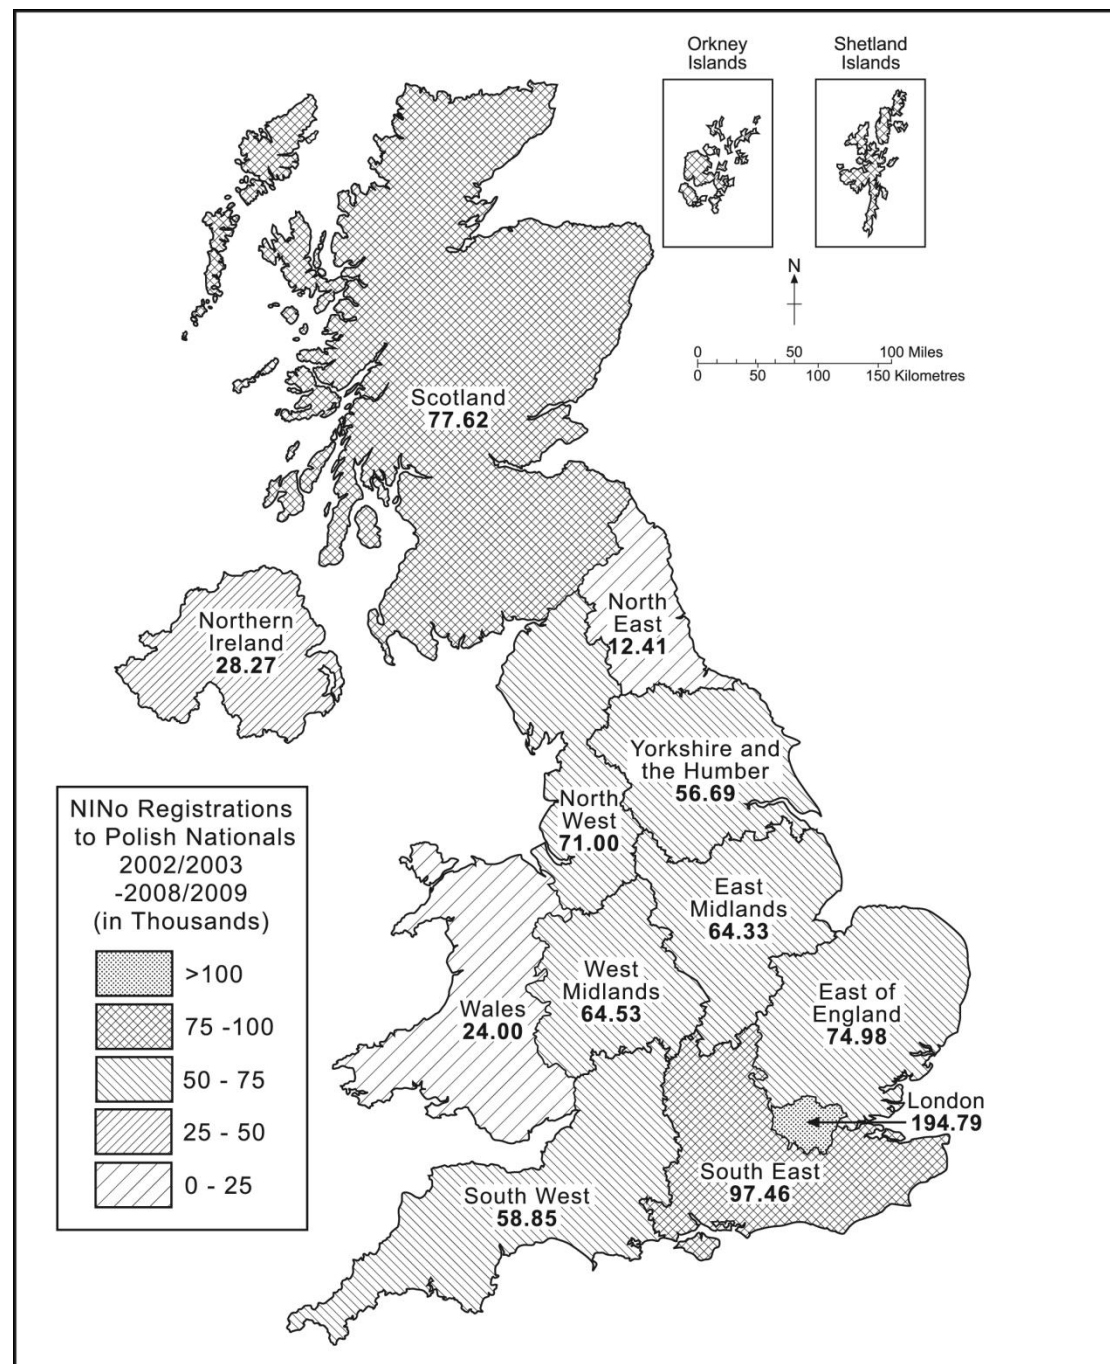 Orkney
Islands
Shetland
Islands
N
0 50 100 Miles
0 50 100 150 Kilometres
Scotland
77.62
North
East
12.41
Northern
Ireland
28.27
Yorkshire and
the Humber
56.69
North
West
71.00
East
Midlands
64.33
West
Midlands
64.53
East of
England
74.98
Wales
24.00
London
194.79
South East
97.46
South West
58.85
NINo Registrations
to Polish Nationals
2002/2003
-2008/2009
(in Thousands)
>100
75 -100
50 - 75
25 - 50
0 - 25